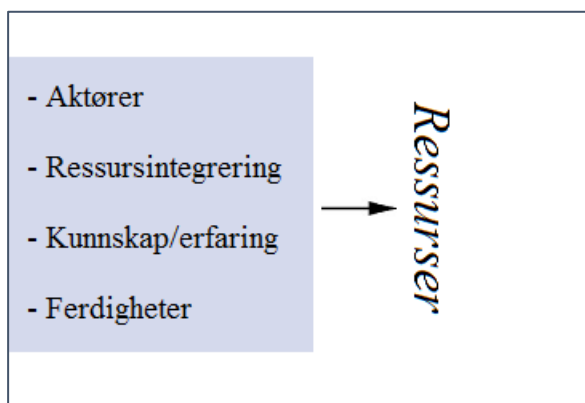 - Aktører
- Ressursintegrering
- Kunnskap/erfaring
- Ferdigheter
Ressurser